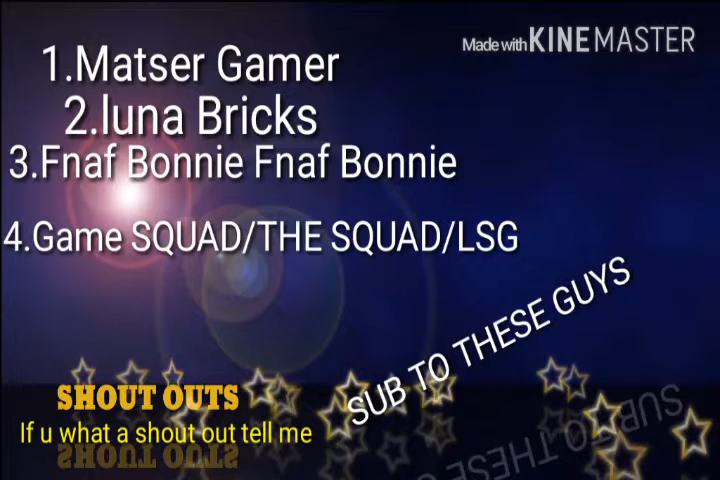 Made with KINEMASTER
1.Matser Gamer
2.luna Bricks
3.Fnaf Bonnie Fnaf Bonnie
4.Game SQUAD/THE SQUAD/LSG
SUB TO THESE GUYS
SHOUT OUTS
If u what a shout out tell me